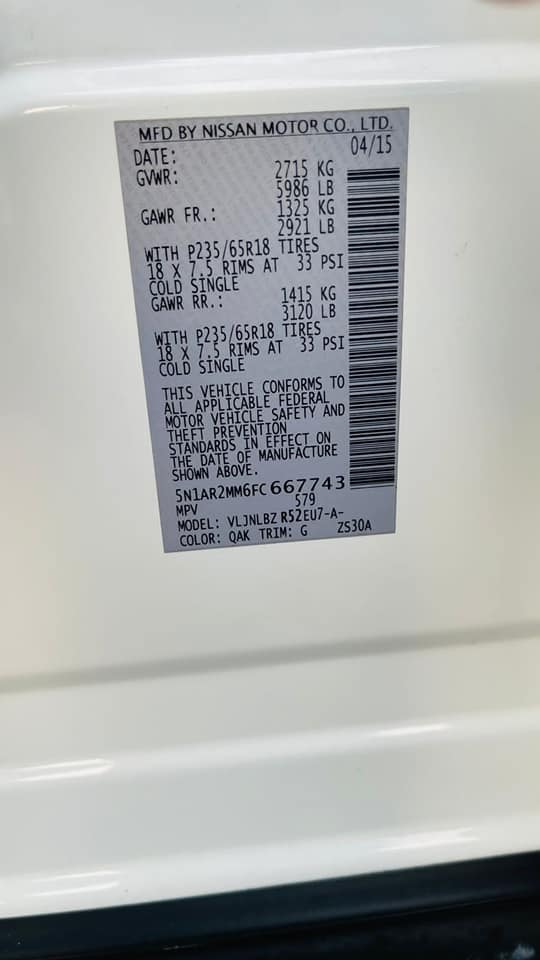 MFD BY NISSAN MOTOR CO., LTD.
DATE: 04/15
GVWR: 2715 KG
5986 LB
GAWR FR.: 1325 KG
2921 LB
WITH P235/65R18 TIRES
18 X 7.5 RIMS AT 33 PSI
COLD SINGLE
GAWR RR.: 1415 KG
3120 LB
WITH P235/65R18 TIRES
18 X 7.5 RIMS AT 33 PSI
COLD SINGLE
THIS VEHICLE CONFORMS TO
ALL APPLICABLE FEDERAL
MOTOR VEHICLE SAFETY AND
THEFT PREVENTION
STANDARDS IN EFFECT ON
THE DATE OF MANUFACTURE
SHOWN ABOVE.
5N1AR2MM6FC667743
MPV 579
MODEL: VLJNLBZ R52EU7-A-
COLOR: QAK TRIM: G ZS30A